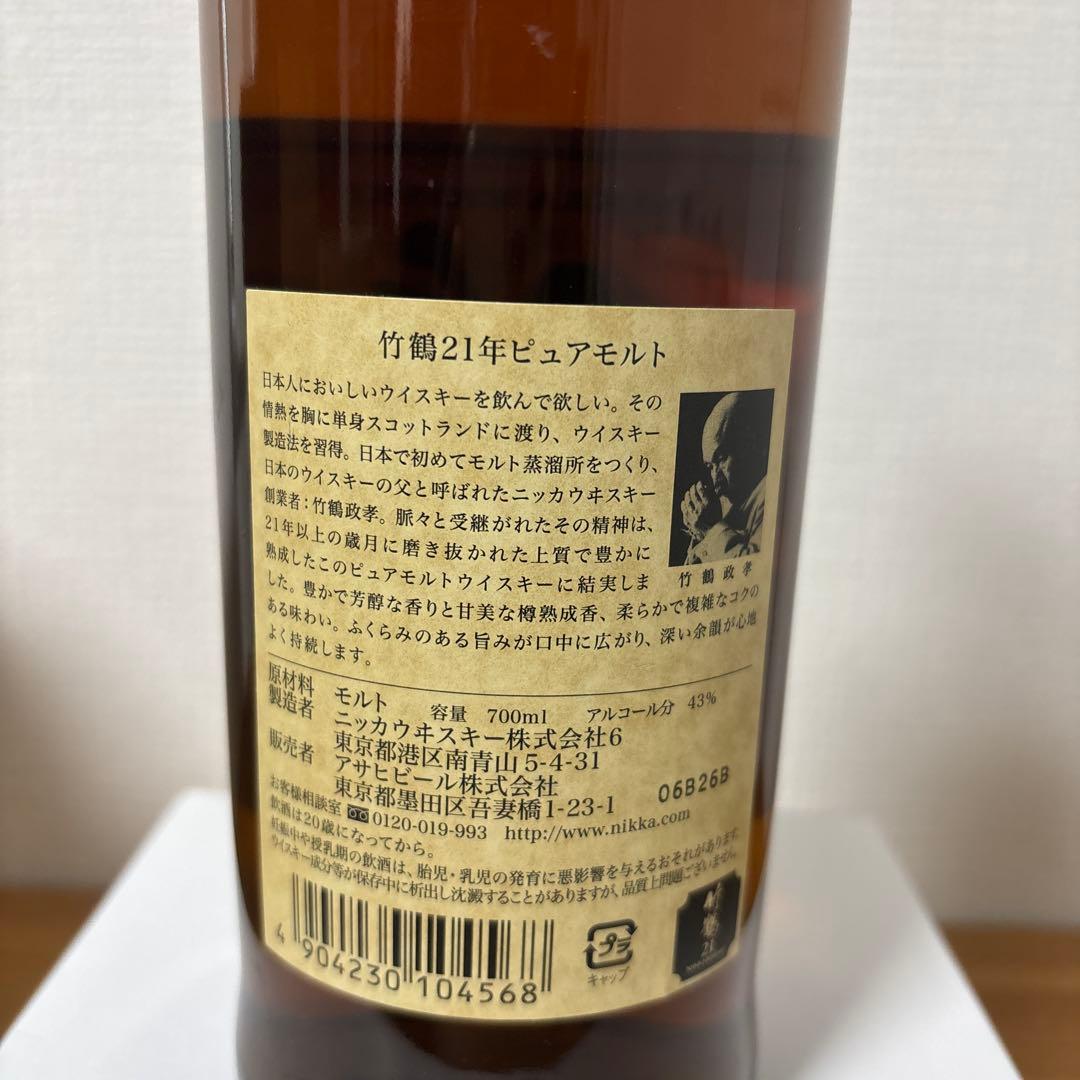 竹鶴21年ピュアモルト
日本人においしいウイスキーを飲んで欲しい。その
情熱を胸に単身スコットランドに渡り、ウイスキー
製造法を習得。日本で初めてモルト蒸溜所をつくり、
日本のウイスキーの父と呼ばれたニッカウヰスキー
創業者:竹鶴政孝。脈々と受継がれたその精神は、
21年以上の歳月に磨き抜かれた上質で豊かに
熟成したこのピュアモルトウイスキーに結実しま
した。豊かで芳醇な香りと甘美な樽熟成香、柔らかで複雑なコクの
ある味わい。ふくらみのある旨みが口中に広がり、深い余韻が心地
よく持続します。
竹鶴政孝
原材料 モルト 容量 700ml アルコール分 43%
製造者 ニッカウヰスキー株式会社6
東京都港区南青山5-4-31
販売者 アサヒビール株式会社
東京都墨田区吾妻橋1-23-1
06B26B
お客様相談室 0120-019-993 http://www.nikka.com
飲酒は20歳になってから。
妊娠中や授乳期の飲酒は、胎児・乳児の発育に悪影響を与えるおそれがあります。
ウイスキー成分等が保存中に析出し沈澱することがありますが、品質上問題ございません。
4 904230 104568
プラ
キャップ
竹鶴
21